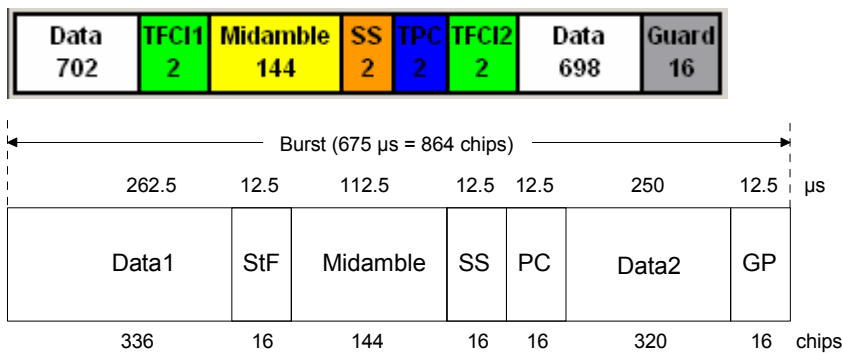 Data TFCI1 Midamble SS TPC TFCI2 Data Guard
702 2 144 2 2 2 698 16
Burst (675 µs = 864 chips)
262.5 12.5 112.5 12.5 12.5 250 12.5 µs
Data1 StF Midamble SS PC Data2 GP
336 16 144 16 16 320 16 chips